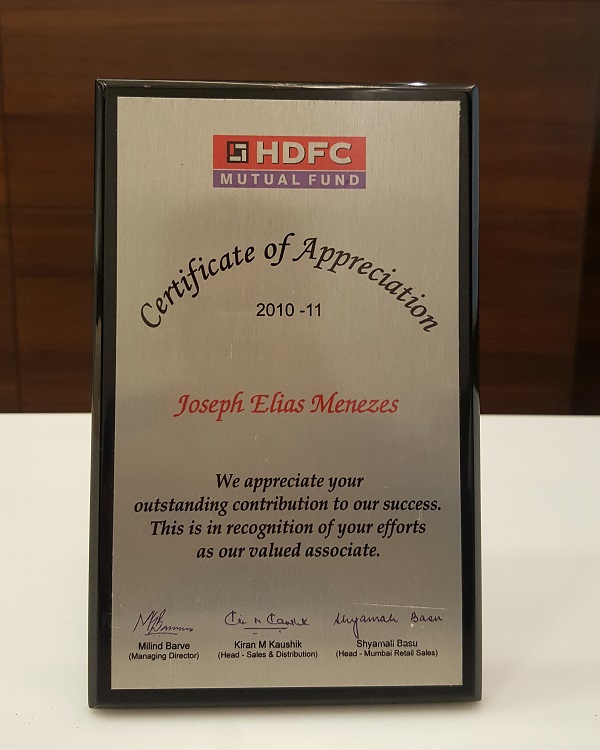 HDFC
MUTUAL FUND
Certificate of Appreciation
2010 -11
Joseph Elias Menezes
We appreciate your
outstanding contribution to our success.
This is in recognition of your efforts
as our valued associate.
Kiran M Kaushik
Shyamali Basu
Milind Barve
(Managing Director)
(Head - Sales & Distribution)
(Head - Mumbai Retail Sales)